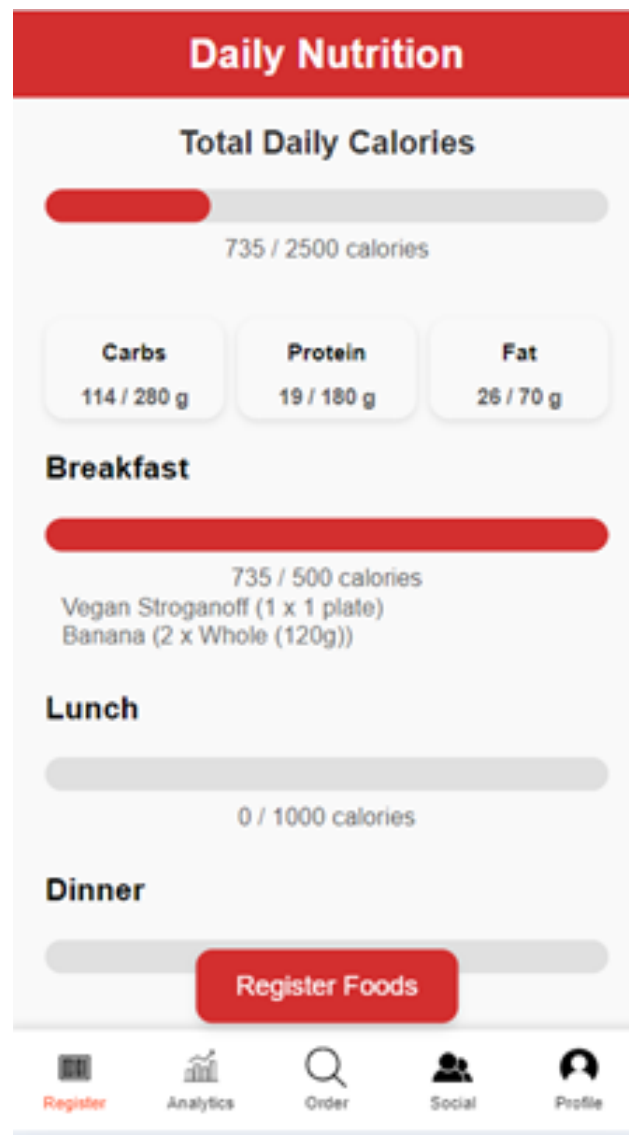 Daily Nutrition
Total Daily Calories
735 / 2500 calories
Carbs Protein Fat
114 / 280 g 19 / 180 g 26 / 70 g
Breakfast
735 / 500 calories
Vegan Stroganoff (1 x 1 plate)
Banana (2 x Whole (120g))
Lunch
0 / 1000 calories
Dinner
Register Foods
Register Analytics Order Social Profile